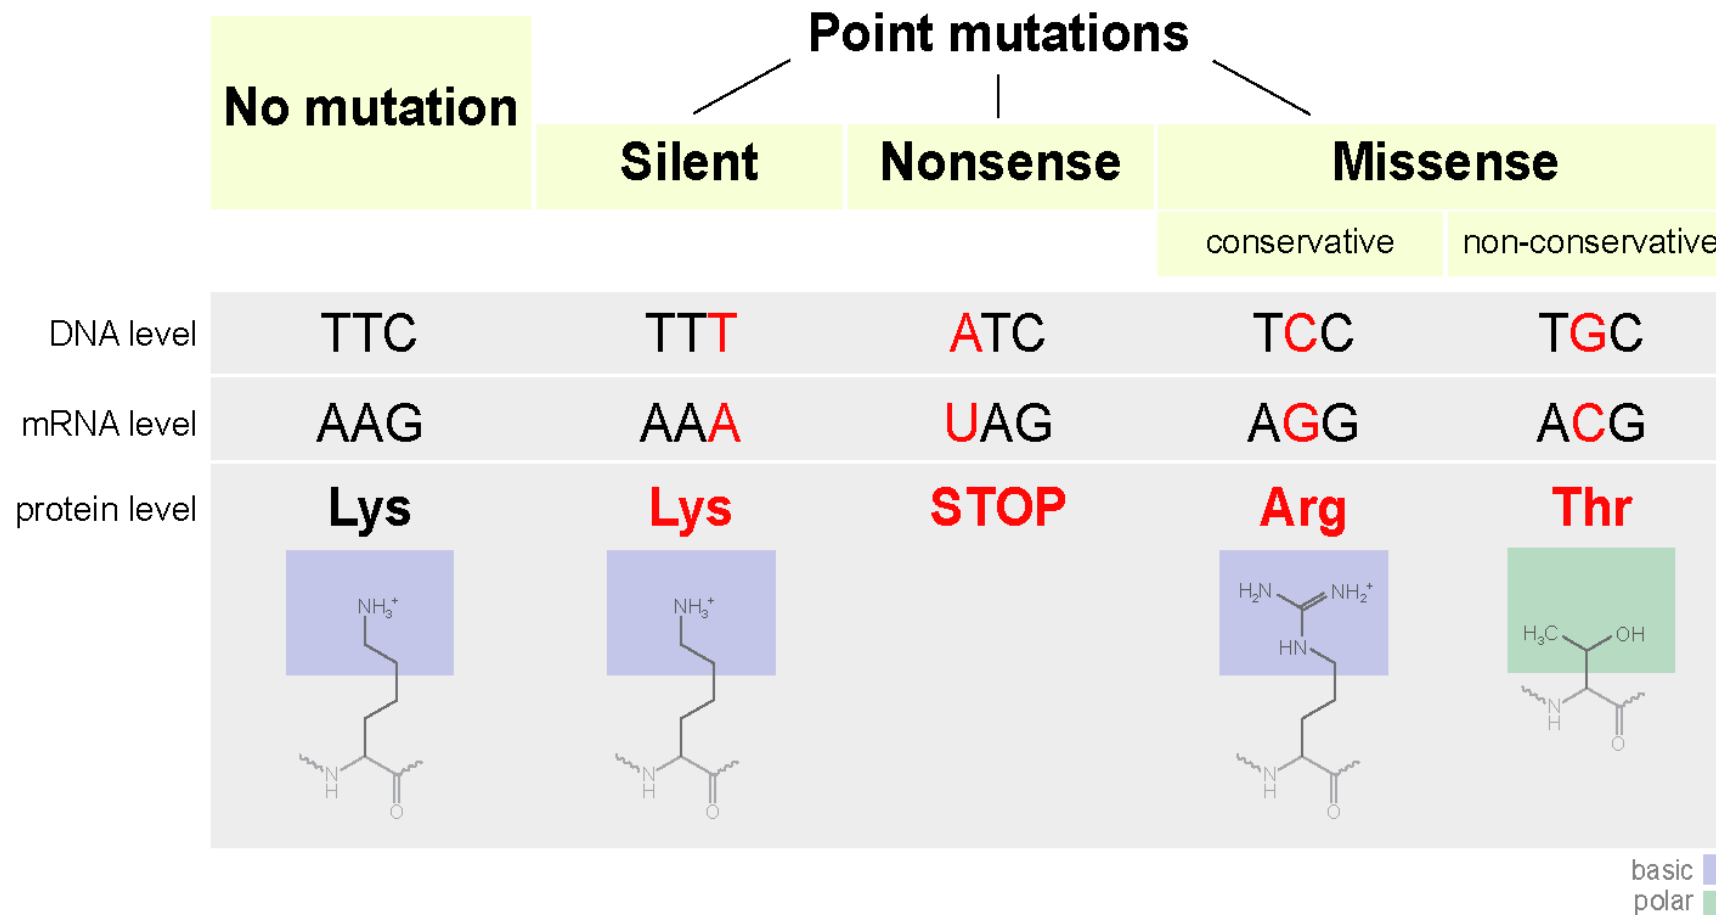 Point mutations
No mutation
Silent Nonsense Missense
conservative non-conservative
DNA level TTC TTT ATC TCC TGC
mRNA level AAG AAA UAG AGG ACG
protein level Lys Lys STOP Arg Thr
NH₃⁺ NH₃⁺ H₂N NH₂⁺
H₃C OH
HN
N H N H N H N H
O O O O
basic
polar